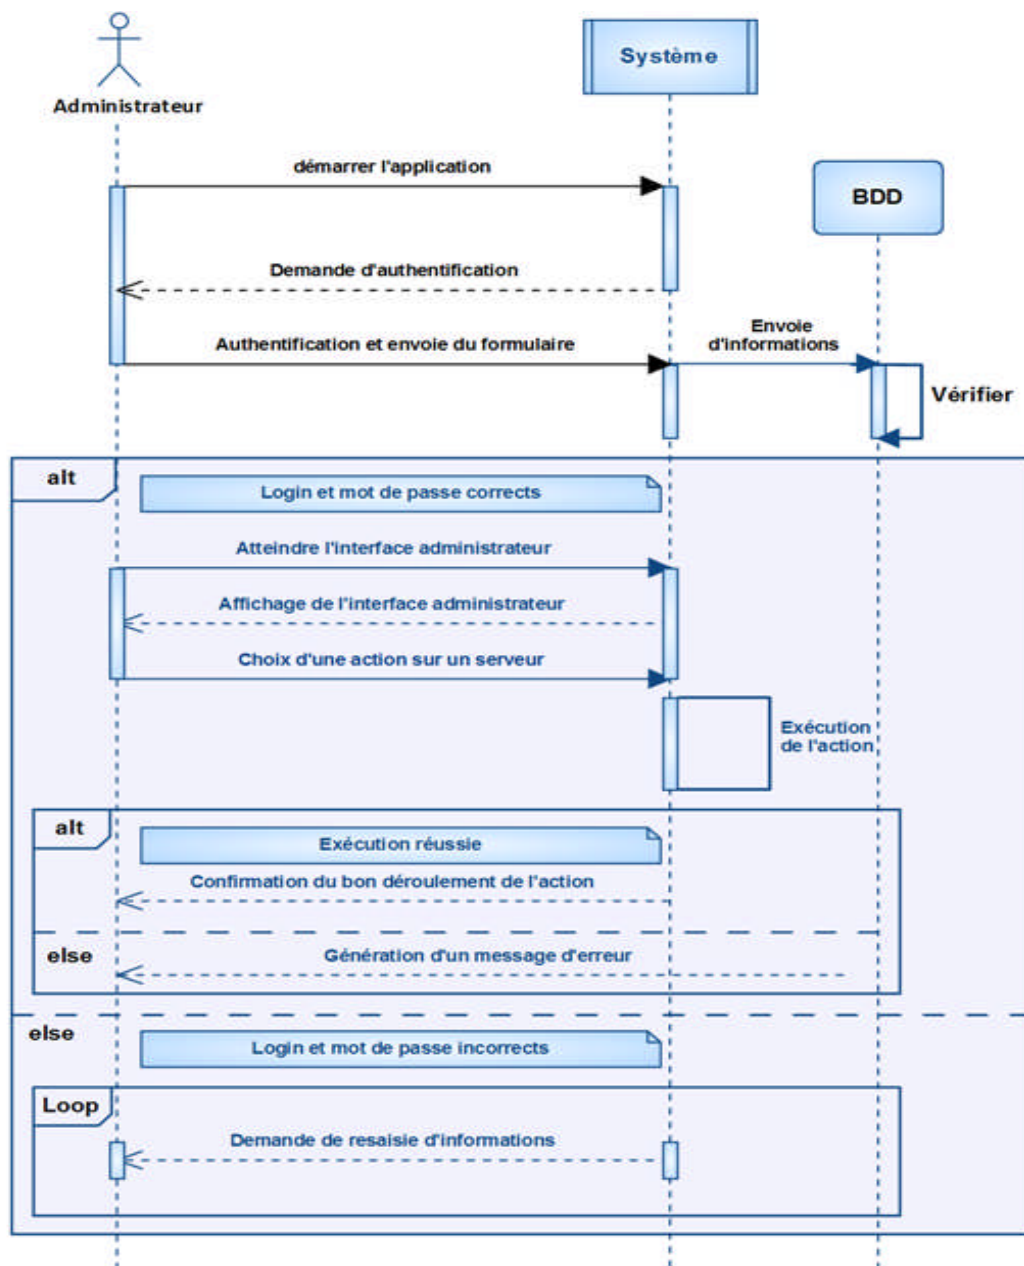 Système
Administrateur
démarrer l'application
BDD
Demande d'authentification
Authentification et envoie du formulaire
Envoie
d'informations
Vérifier
alt
Login et mot de passe corrects
Atteindre l'interface administrateur
Affichage de l'interface administrateur
Choix d'une action sur un serveur
Exécution
de l'action
alt
Exécution réussie
Confirmation du bon déroulement de l'action
else
Génération d'un message d'erreur
else
Login et mot de passe incorrects
Loop
Demande de resaisie d'informations